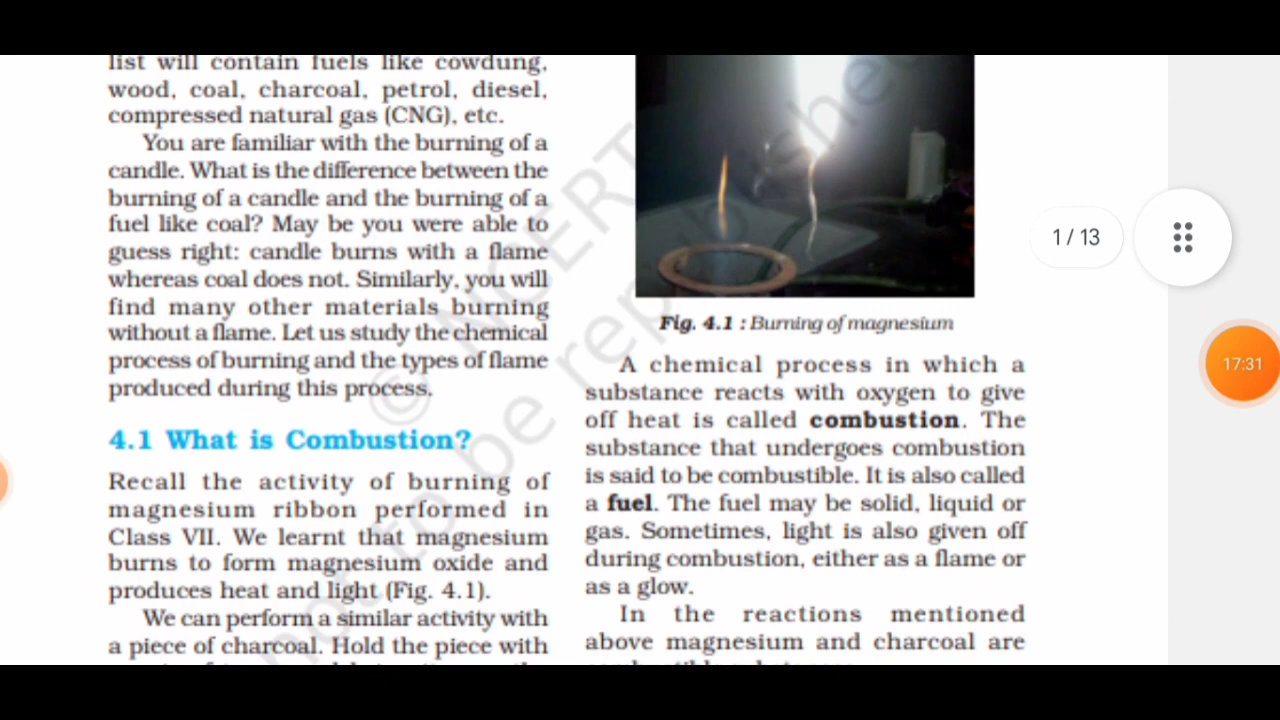 list will contain fuels like cowdung,
wood, coal, charcoal, petrol, diesel,
compressed natural gas (CNG), etc.
You are familiar with the burning of a
candle. What is the difference between the
burning of a candle and the burning of a
fuel like coal? May be you were able to
guess right: candle burns with a flame
whereas coal does not. Similarly, you will
find many other materials burning
without a flame. Let us study the chemical
process of burning and the types of flame
produced during this process.
4.1 What is Combustion?
Recall the activity of burning of
magnesium ribbon performed in
Class VII. We learnt that magnesium
burns to form magnesium oxide and
produces heat and light (Fig. 4.1).
We can perform a similar activity with
a piece of charcoal. Hold the piece with
Fig. 4.1 : Burning of magnesium
A chemical process in which a
substance reacts with oxygen to give
off heat is called combustion. The
substance that undergoes combustion
is said to be combustible. It is also called
a fuel. The fuel may be solid, liquid or
gas. Sometimes, light is also given off
during combustion, either as a flame or
as a glow.
In the reactions mentioned
above magnesium and charcoal are
1 / 13
17:31
© NCERT
not to be republished